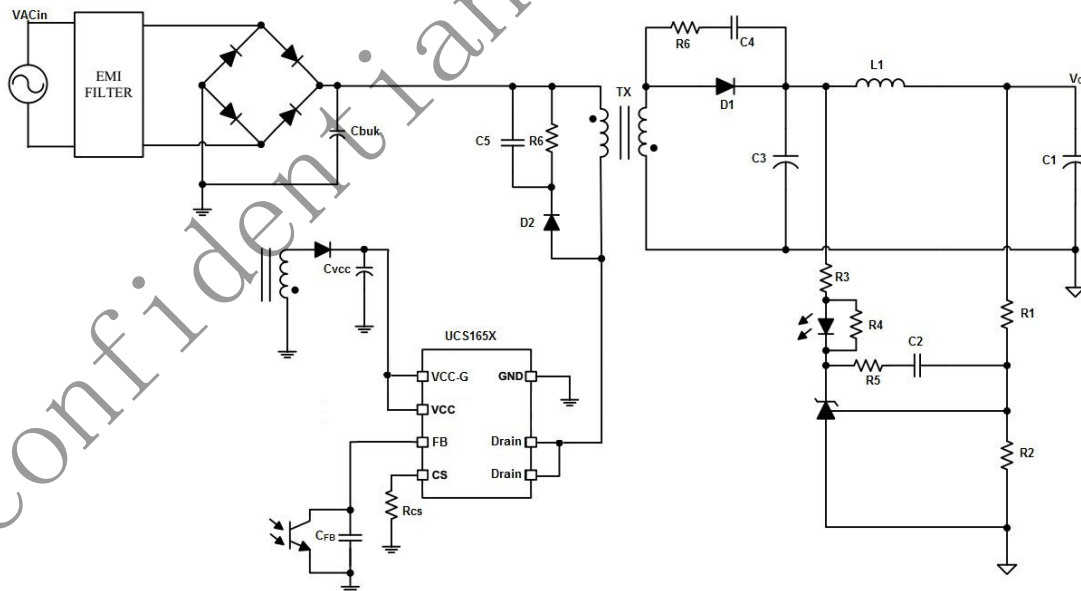 VACin
EMI
FILTER
Cbuk
C5
R6
D2
TX
R6
C4
D1
C3
L1
C1
Cvcc
UCS165X
VCC-G
GND
VCC
FB
Drain
CS
Drain
Rcs
CFB
R3
R4
R5
C2
R1
R2
Confidential